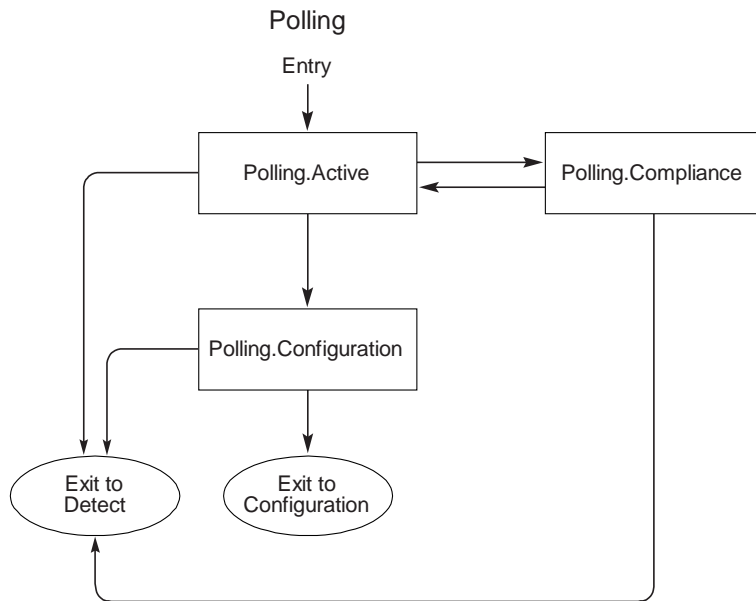 Polling
Entry
Polling.Active
Polling.Compliance
Polling.Configuration
Exit to
Detect
Exit to
Configuration